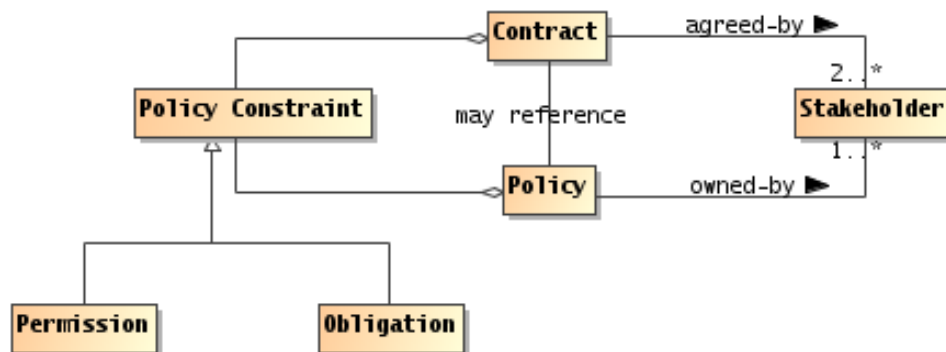 Contract
agreed-by ►
2..*
Policy Constraint
Stakeholder
may reference
1..*
Policy
owned-by ►
Permission
Obligation